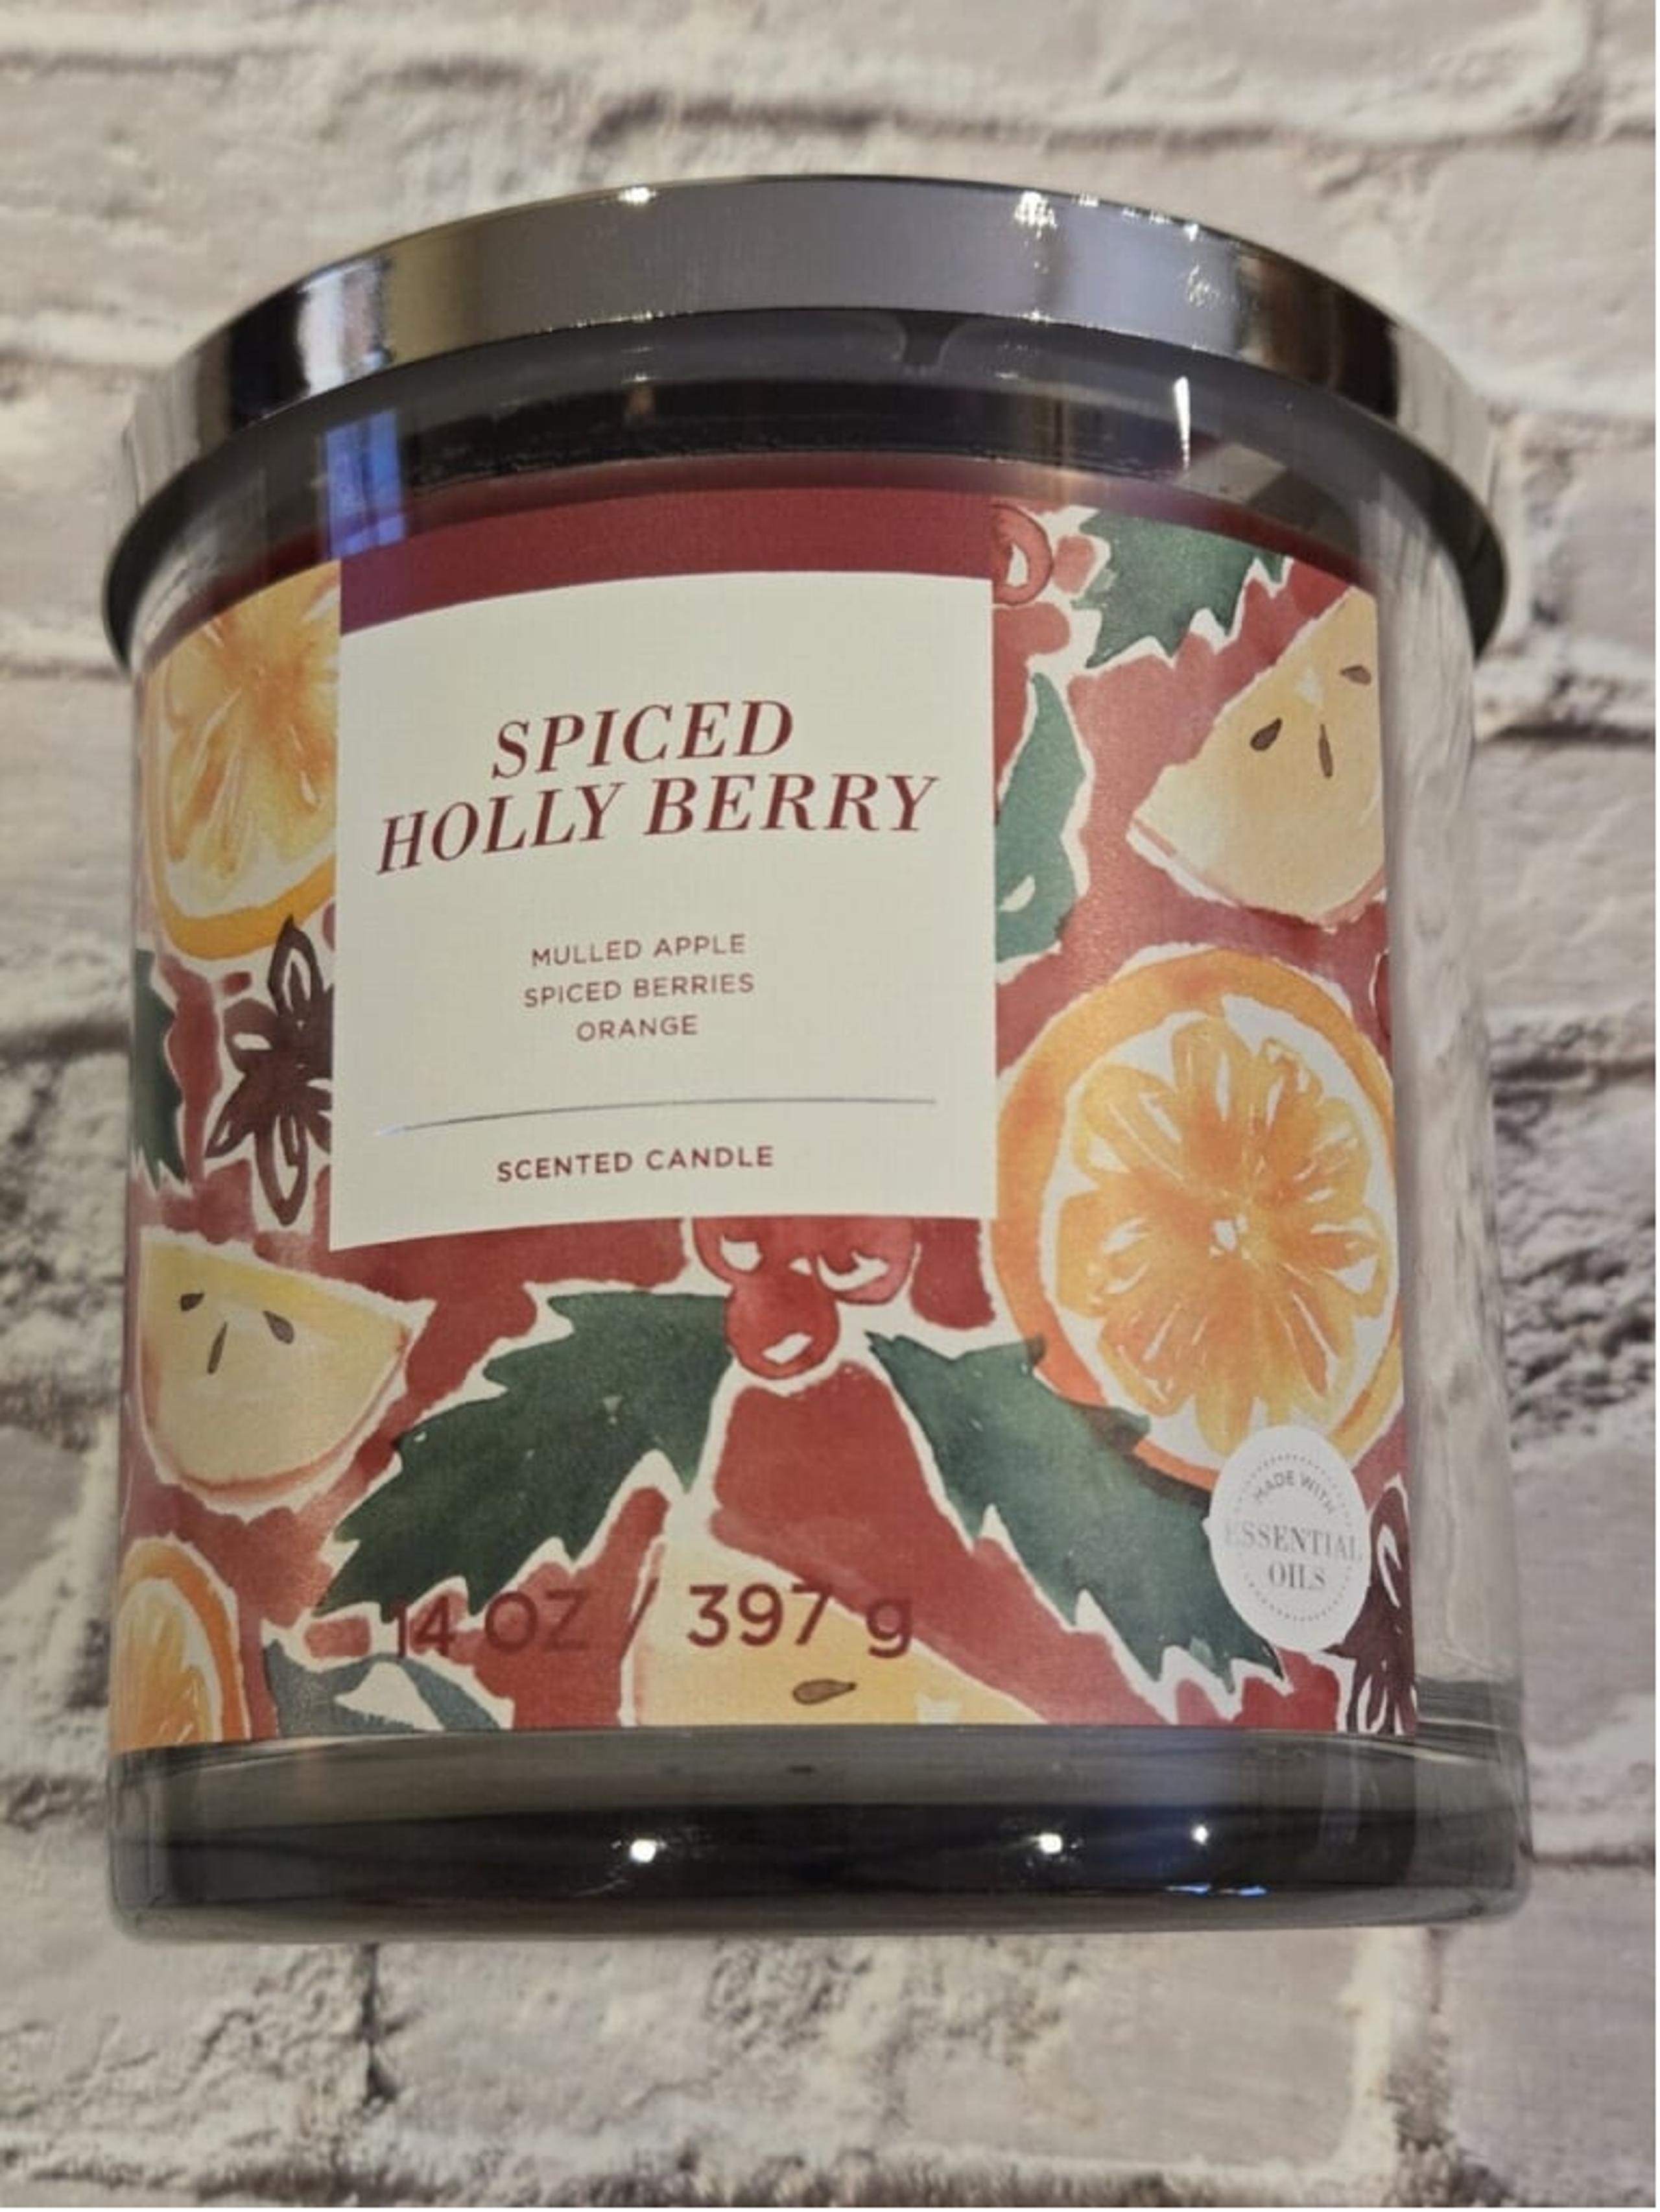 SPICED
HOLLY BERRY
MULLED APPLE
SPICED BERRIES
ORANGE
SCENTED CANDLE
MADE WITH
ESSENTIAL
OILS
14 OZ / 397 g